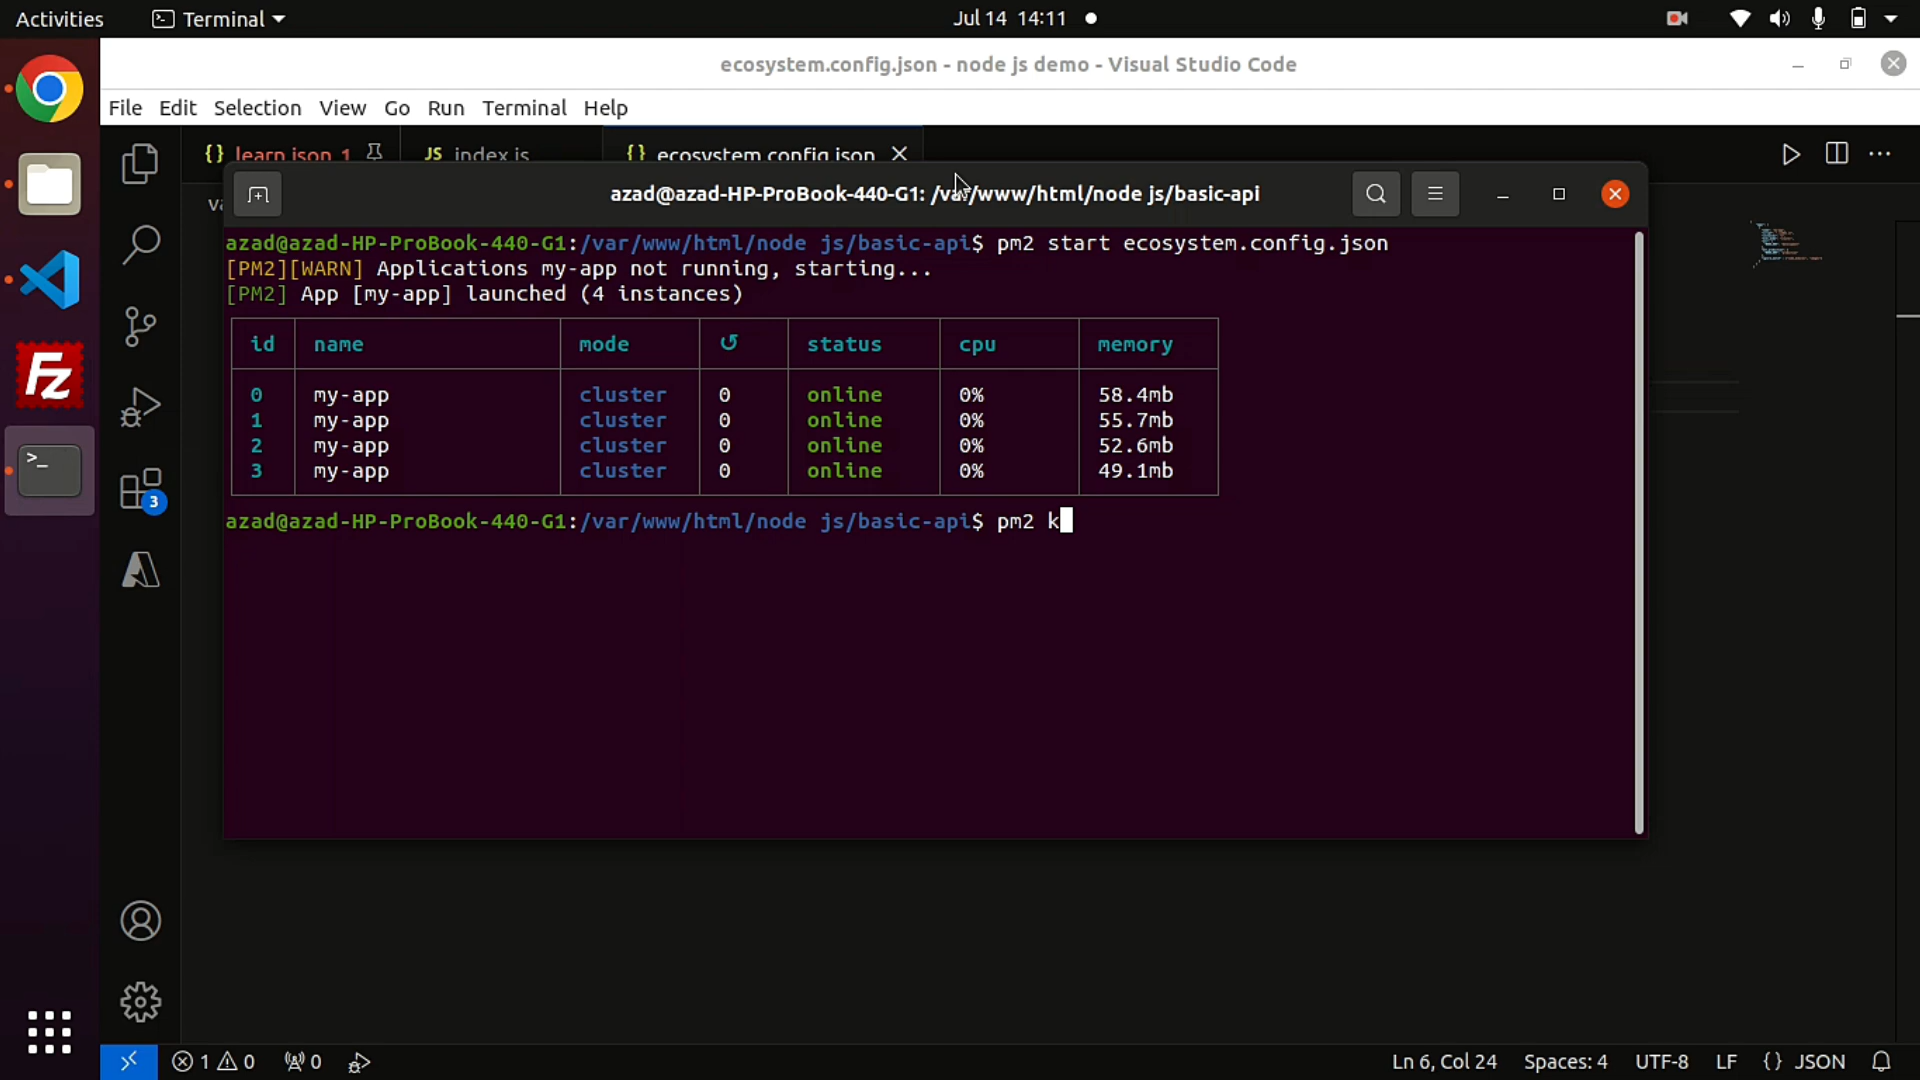 Activities Terminal Jul 14 14:11
ecosystem.config.json - node js demo - Visual Studio Code
File Edit Selection View Go Run Terminal Help
{} learn.json 1 JS index.js {} ecosystem.config.json
azad@azad-HP-ProBook-440-G1: /var/www/html/node js/basic-api
va
azad@azad-HP-ProBook-440-G1:/var/www/html/node js/basic-api$ pm2 start ecosystem.config.json
[PM2][WARN] Applications my-app not running, starting...
[PM2] App [my-app] launched (4 instances)
id name mode ↺ status cpu memory
0 my-app cluster 0 online 0% 58.4mb
1 my-app cluster 0 online 0% 55.7mb
2 my-app cluster 0 online 0% 52.6mb
3 my-app cluster 0 online 0% 49.1mb
azad@azad-HP-ProBook-440-G1:/var/www/html/node js/basic-api$ pm2 k
Fz
>_
3
1 0 0 Ln 6, Col 24 Spaces: 4 UTF-8 LF {} JSON